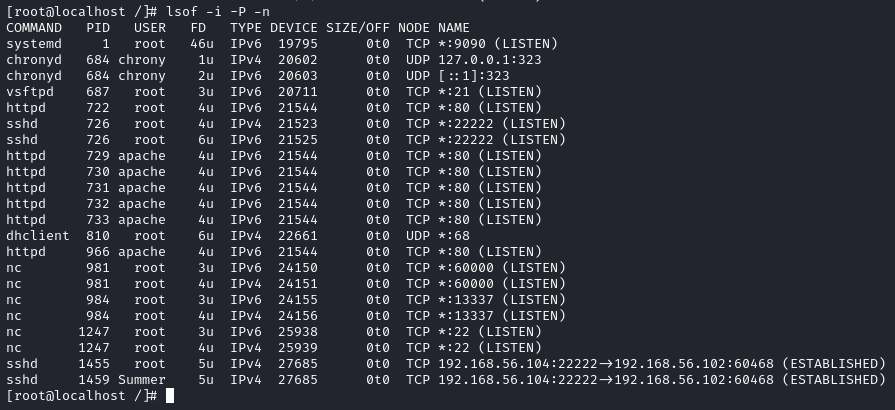 [root@localhost /]# lsof -i -P -n
COMMAND    PID   USER   FD   TYPE DEVICE SIZE/OFF NODE NAME
systemd      1   root   46u  IPv6  19795      0t0  TCP *:9090 (LISTEN)
chronyd    684 chrony    1u  IPv4  20602      0t0  UDP 127.0.0.1:323
chronyd    684 chrony    2u  IPv6  20603      0t0  UDP [::1]:323
vsftpd     687   root    3u  IPv6  20711      0t0  TCP *:21 (LISTEN)
httpd      722   root    4u  IPv6  21544      0t0  TCP *:80 (LISTEN)
sshd       726   root    4u  IPv4  21523      0t0  TCP *:22222 (LISTEN)
sshd       726   root    6u  IPv6  21525      0t0  TCP *:22222 (LISTEN)
httpd      729 apache    4u  IPv6  21544      0t0  TCP *:80 (LISTEN)
httpd      730 apache    4u  IPv6  21544      0t0  TCP *:80 (LISTEN)
httpd      731 apache    4u  IPv6  21544      0t0  TCP *:80 (LISTEN)
httpd      732 apache    4u  IPv6  21544      0t0  TCP *:80 (LISTEN)
httpd      733 apache    4u  IPv6  21544      0t0  TCP *:80 (LISTEN)
dhclient   810   root    6u  IPv4  22661      0t0  UDP *:68
httpd      966 apache    4u  IPv6  21544      0t0  TCP *:80 (LISTEN)
nc         981   root    3u  IPv6  24150      0t0  TCP *:60000 (LISTEN)
nc         981   root    4u  IPv4  24151      0t0  TCP *:60000 (LISTEN)
nc         984   root    3u  IPv6  24155      0t0  TCP *:13337 (LISTEN)
nc         984   root    4u  IPv4  24156      0t0  TCP *:13337 (LISTEN)
nc        1247   root    3u  IPv6  25938      0t0  TCP *:22 (LISTEN)
nc        1247   root    4u  IPv4  25939      0t0  TCP *:22 (LISTEN)
sshd      1455   root    5u  IPv4  27685      0t0  TCP 192.168.56.104:22222->192.168.56.102:60468 (ESTABLISHED)
sshd      1459 Summer    5u  IPv4  27685      0t0  TCP 192.168.56.104:22222->192.168.56.102:60468 (ESTABLISHED)
[root@localhost /]#